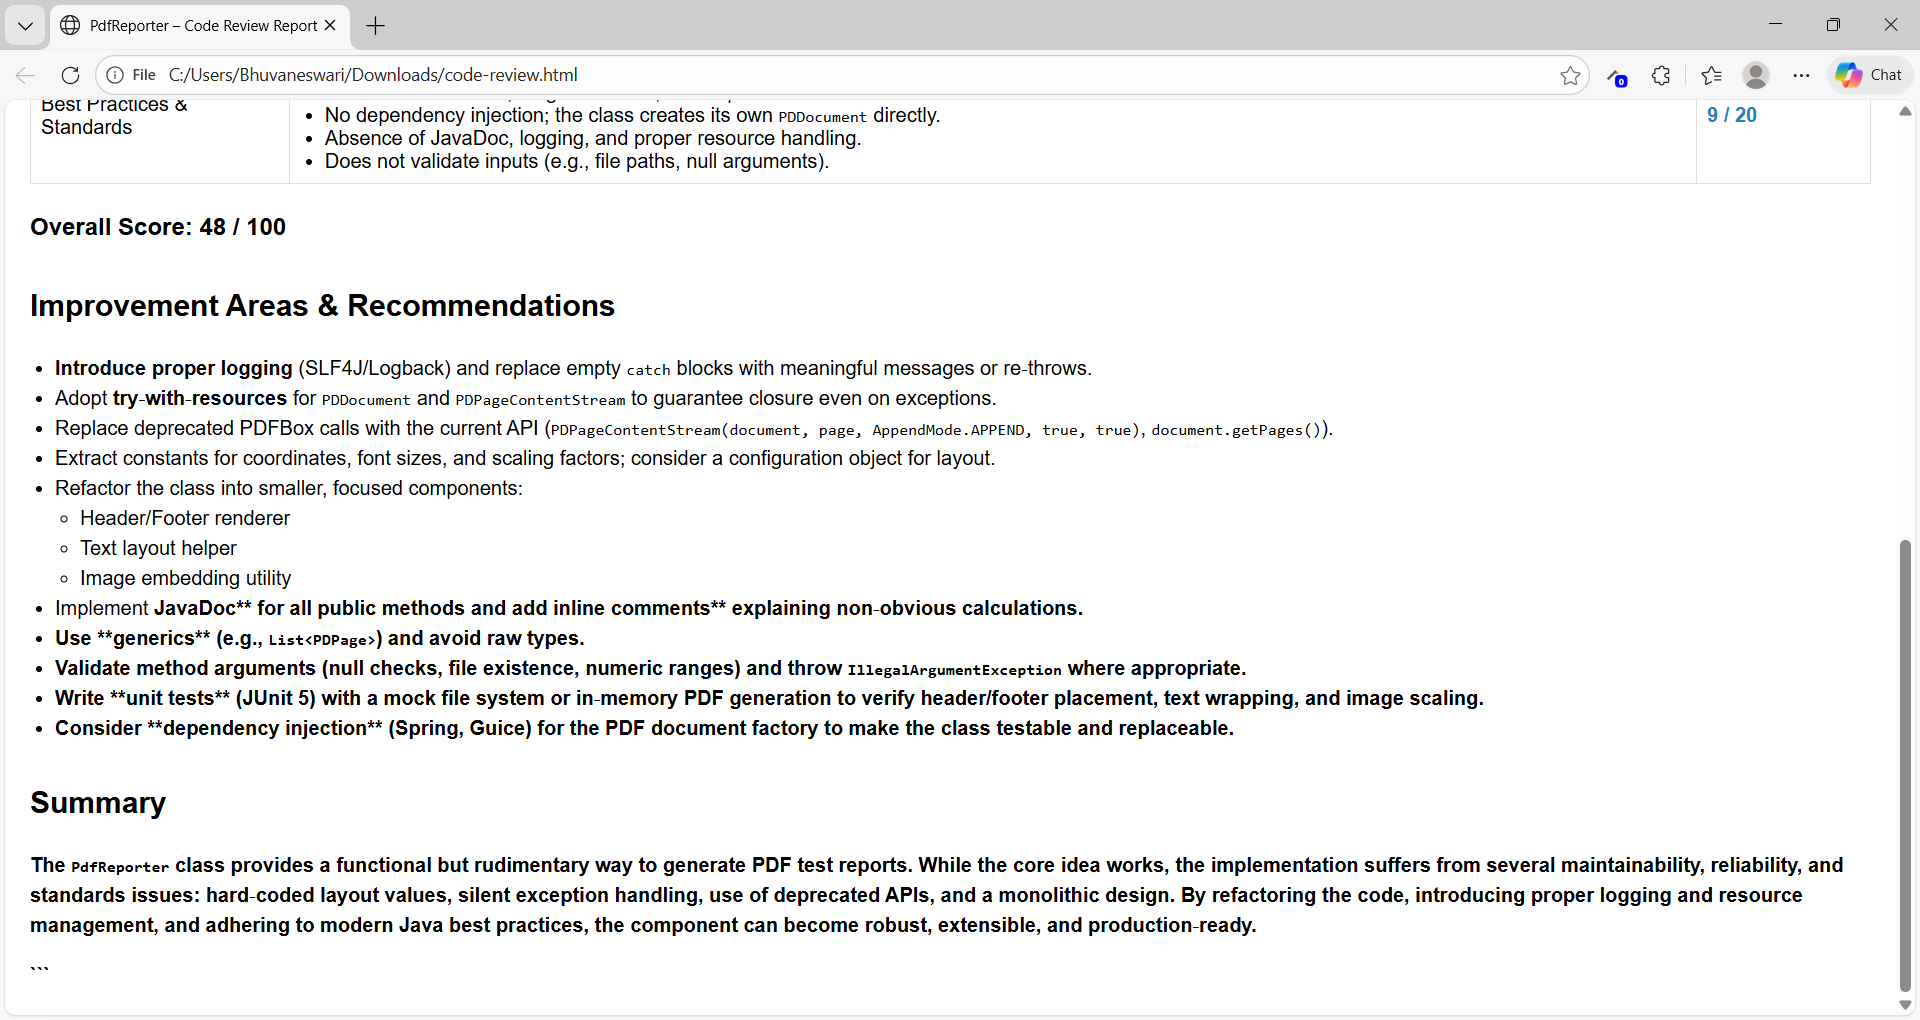 PdfReporter – Code Review Report
File C:/Users/Bhuvaneswari/Downloads/code-review.html
0
Chat
Best Practices &
Standards
• No dependency injection; the class creates its own PDDocument directly.
• Absence of JavaDoc, logging, and proper resource handling.
• Does not validate inputs (e.g., file paths, null arguments).
9 / 20
Overall Score: 48 / 100
Improvement Areas & Recommendations
• Introduce proper logging (SLF4J/Logback) and replace empty catch blocks with meaningful messages or re-throws.
• Adopt try-with-resources for PDDocument and PDPageContentStream to guarantee closure even on exceptions.
• Replace deprecated PDFBox calls with the current API (PDPageContentStream(document, page, AppendMode.APPEND, true, true), document.getPages()).
• Extract constants for coordinates, font sizes, and scaling factors; consider a configuration object for layout.
• Refactor the class into smaller, focused components:
◦ Header/Footer renderer
◦ Text layout helper
◦ Image embedding utility
• Implement JavaDoc** for all public methods and add inline comments** explaining non-obvious calculations.
• Use **generics** (e.g., List<PDPage>) and avoid raw types.
• Validate method arguments (null checks, file existence, numeric ranges) and throw IllegalArgumentException where appropriate.
• Write **unit tests** (JUnit 5) with a mock file system or in-memory PDF generation to verify header/footer placement, text wrapping, and image scaling.
• Consider **dependency injection** (Spring, Guice) for the PDF document factory to make the class testable and replaceable.
Summary
The PdfReporter class provides a functional but rudimentary way to generate PDF test reports. While the core idea works, the implementation suffers from several maintainability, reliability, and
standards issues: hard-coded layout values, silent exception handling, use of deprecated APIs, and a monolithic design. By refactoring the code, introducing proper logging and resource
management, and adhering to modern Java best practices, the component can become robust, extensible, and production-ready.
```